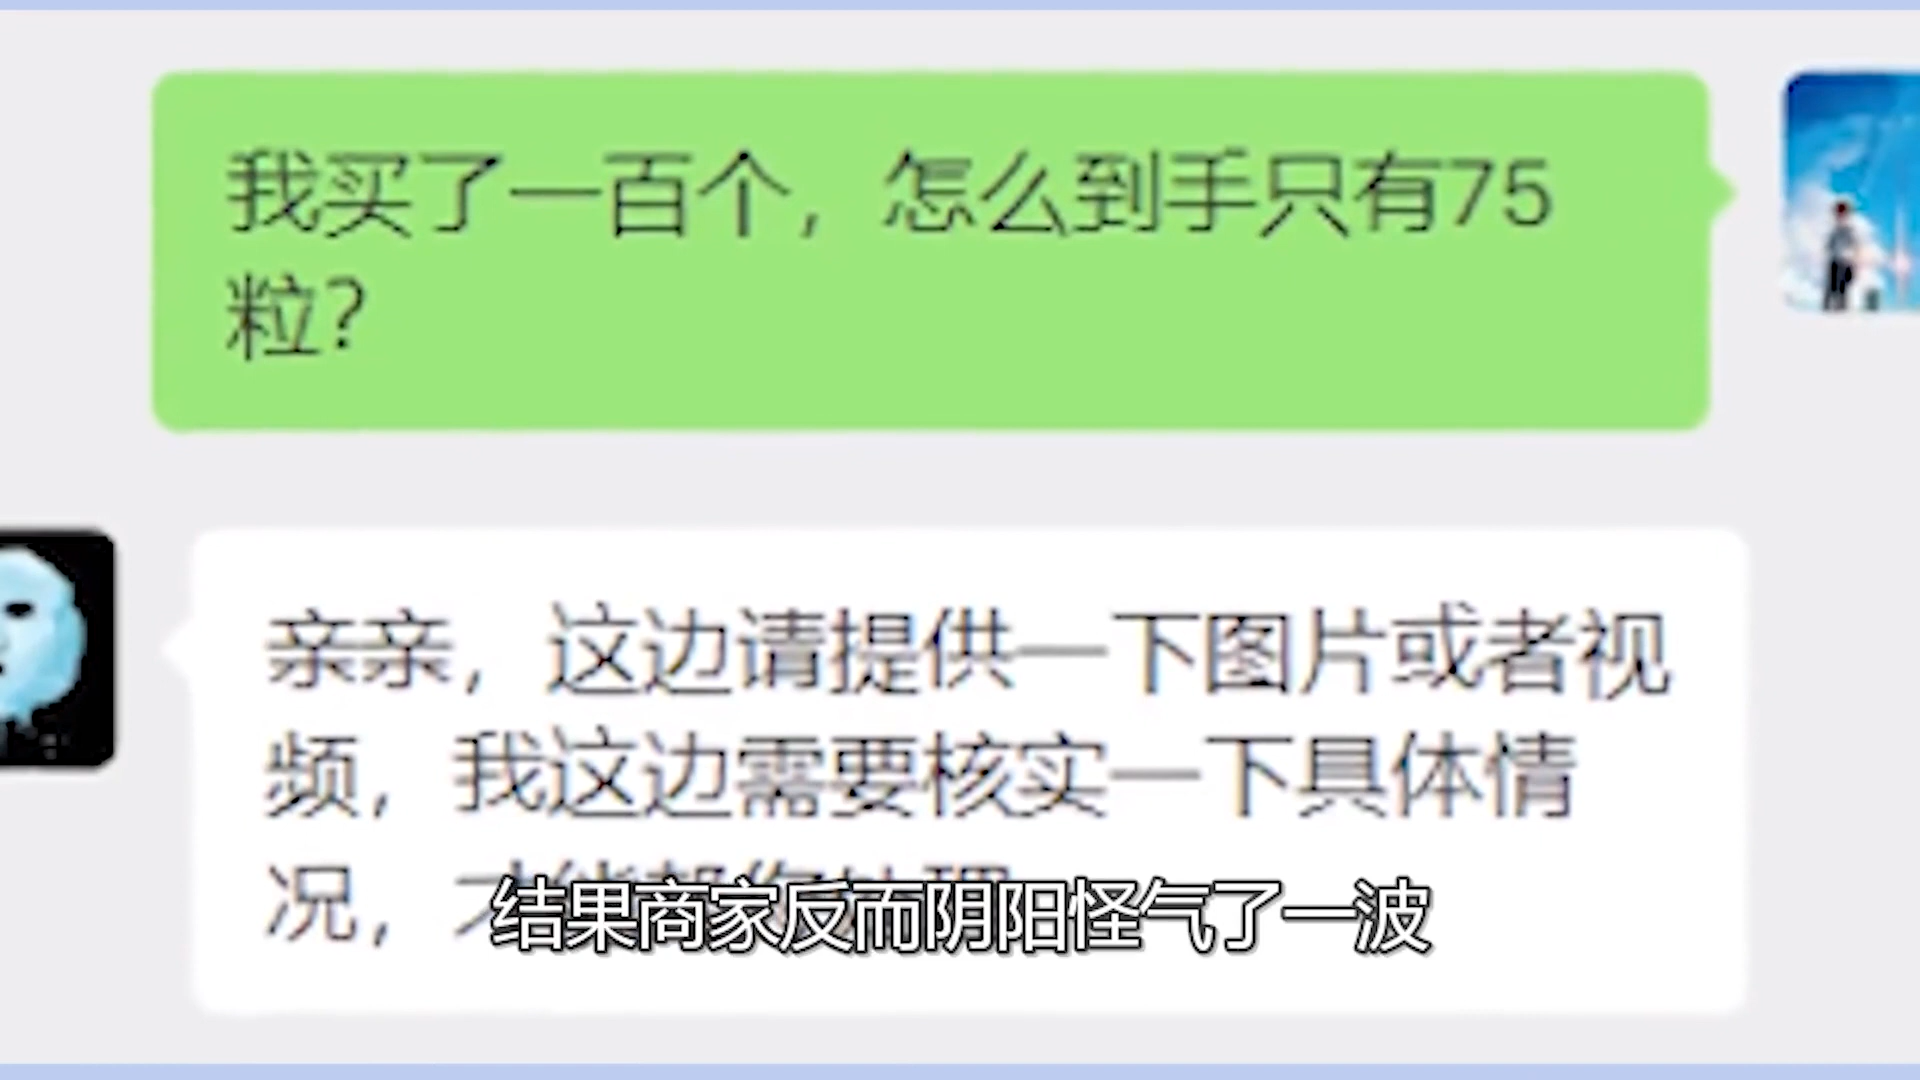 我买了一百个，怎么到手只有75
粒？
亲亲，这边请提供一下图片或者视
频，我这边需要核实一下具体情
况，
结果商家反而阴阳怪气了一波